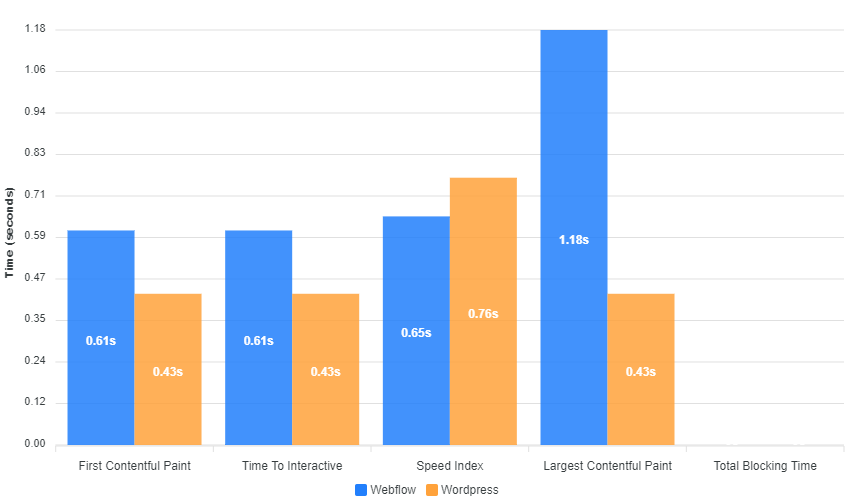 1.18
1.06
0.94
0.83
0.71
0.59
0.47
0.35
0.24
0.12
0.00
Time (seconds)
0.61s
0.43s
0.61s
0.43s
0.65s
0.76s
1.18s
0.43s
First Contentful Paint
Time To Interactive
Speed Index
Largest Contentful Paint
Total Blocking Time
Webflow
Wordpress